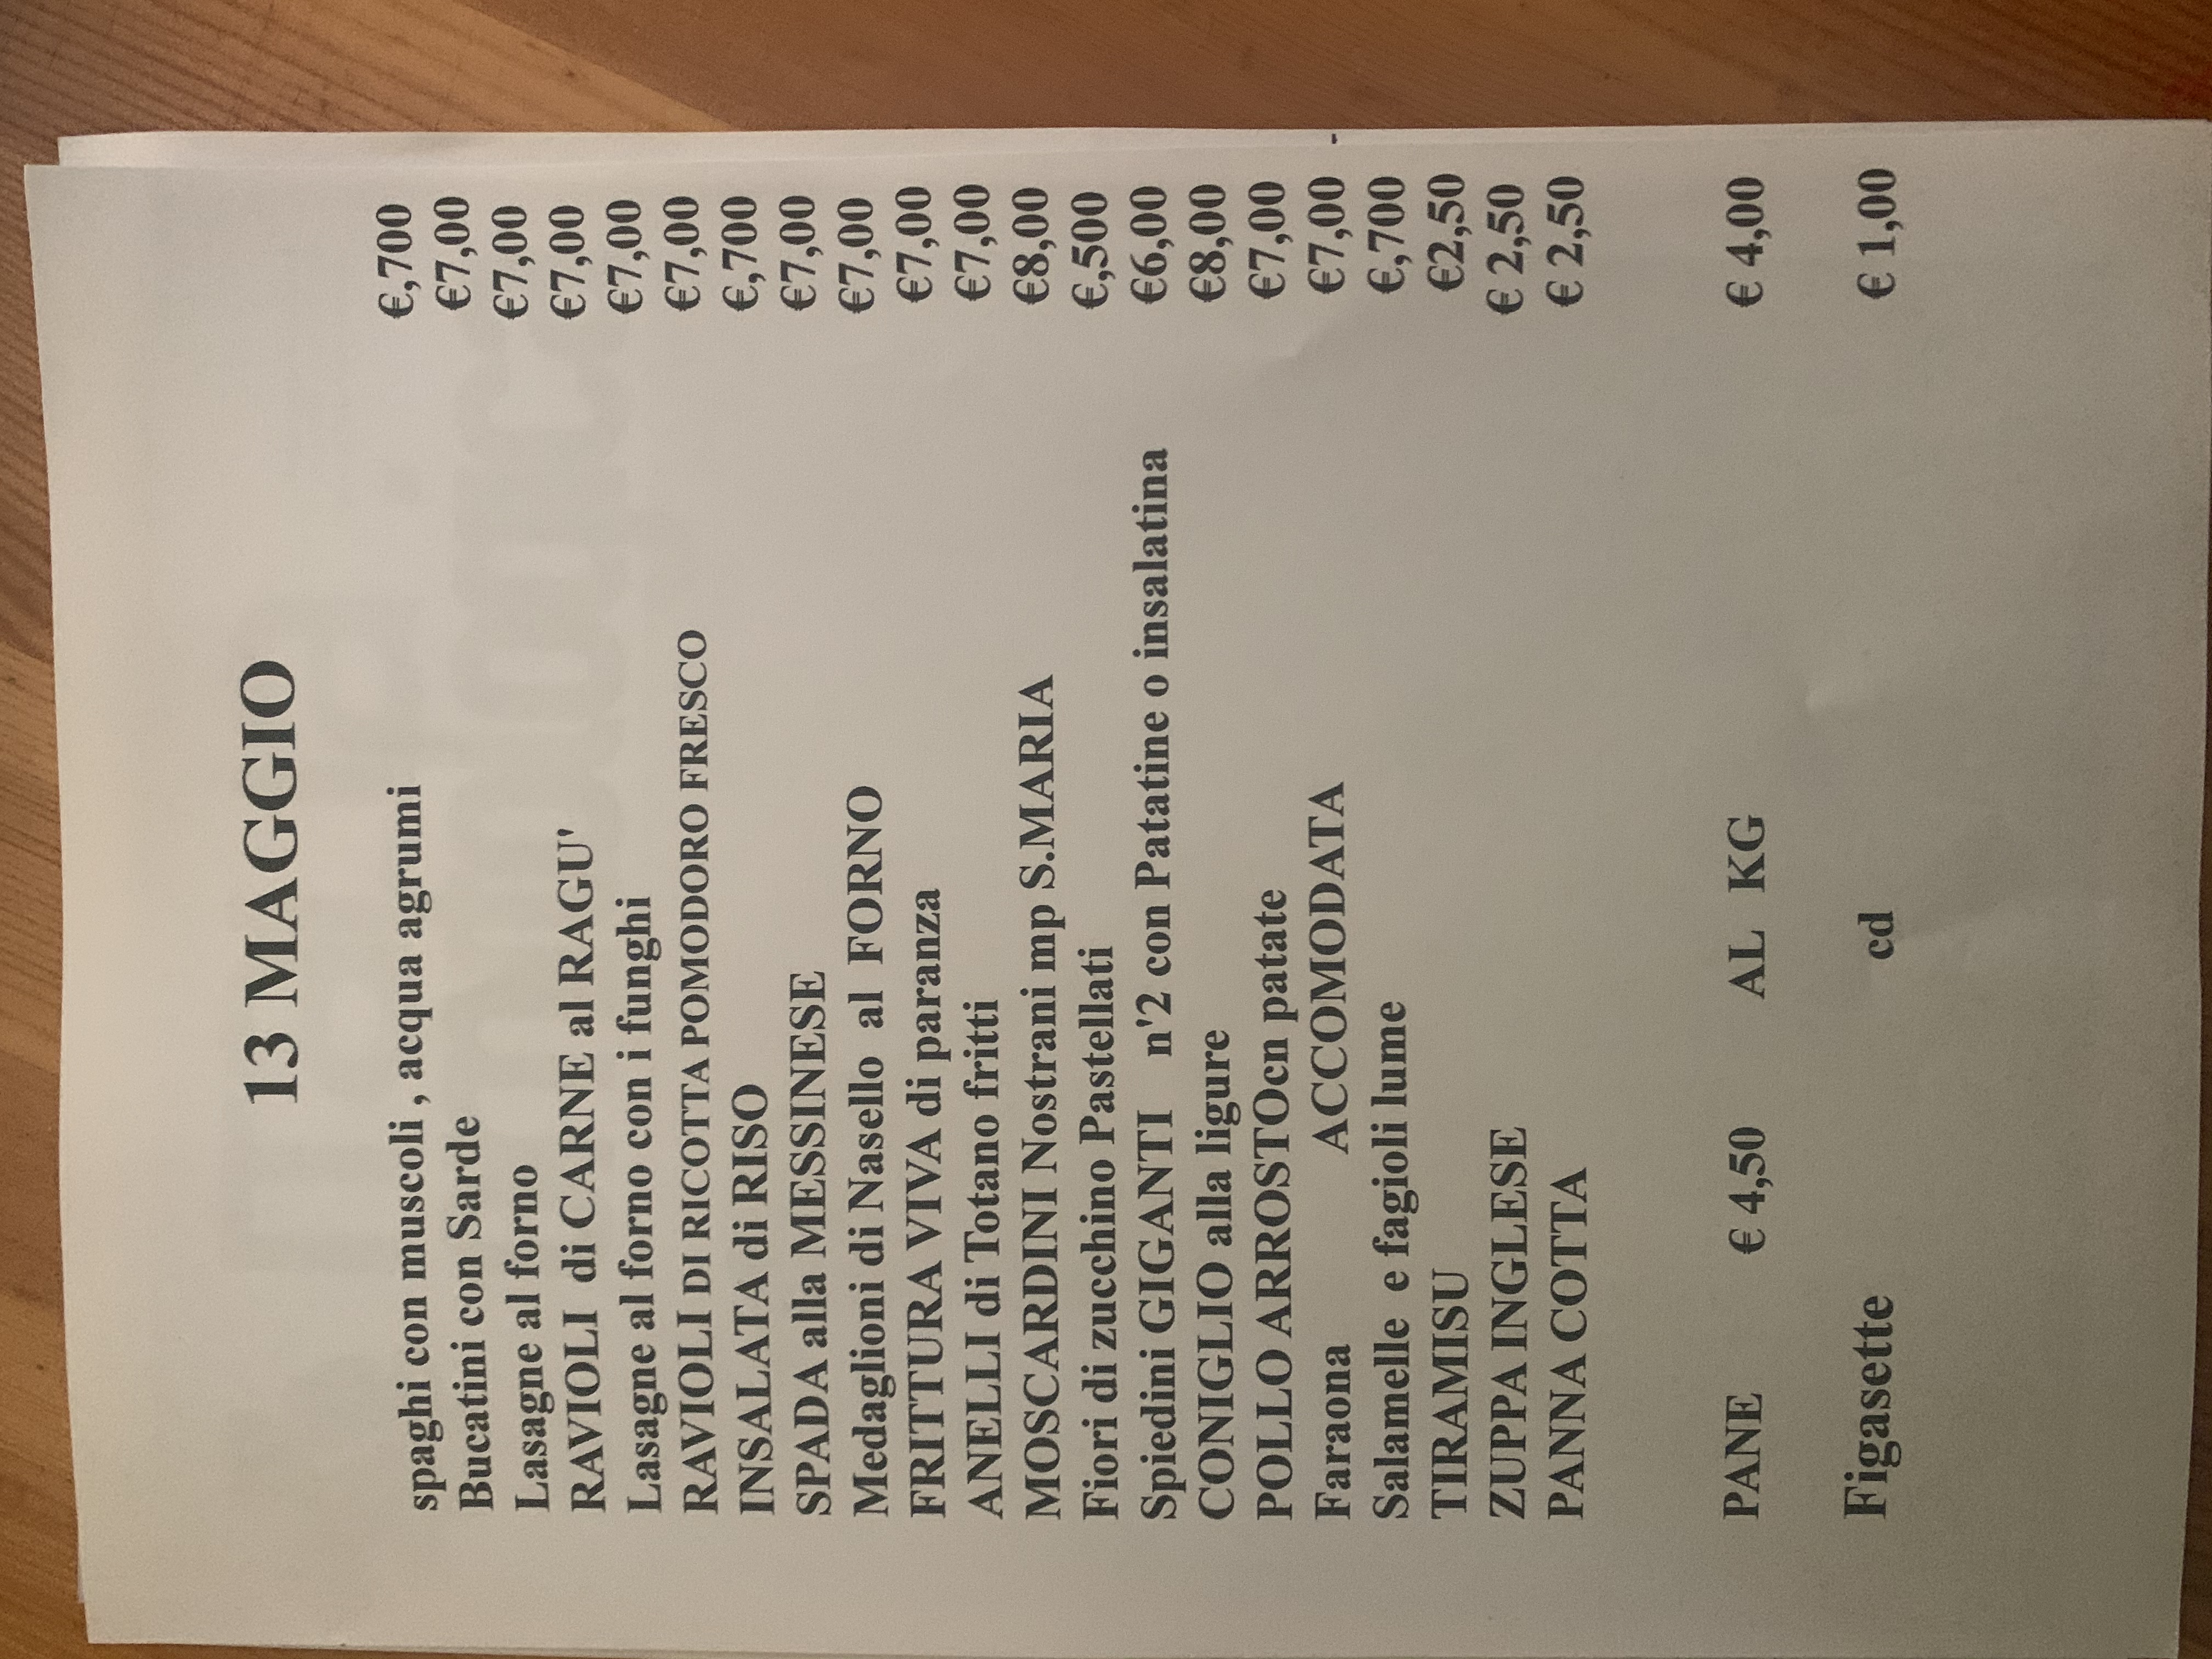 13 MAGGIO
spaghi con muscoli , acqua agrumi €,700
Bucatini con Sarde €7,00
Lasagne al forno €7,00
RAVIOLI di CARNE al RAGU' €7,00
Lasagne al forno con i funghi €7,00
RAVIOLI DI RICOTTA POMODORO FRESCO €7,00
INSALATA di RISO €,700
SPADA alla MESSINESE €7,00
Medaglioni di Nasello al FORNO €7,00
FRITTURA VIVA di paranza €7,00
ANELLI di Totano fritti €7,00
MOSCARDINI Nostrani mp S.MARIA €8,00
Fiori di zucchino Pastellati €,500
Spiedini GIGANTI n'2 con Patatine o insalatina €6,00
CONIGLIO alla ligure €8,00
POLLO ARROSTOcn patate €7,00
Faraona ACCOMODATA €7,00
Salamelle e fagioli lume €,700
TIRAMISU €2,50
ZUPPA INGLESE € 2,50
PANNA COTTA € 2,50
PANE € 4,50 AL KG € 4,00
Figasette cd € 1,00